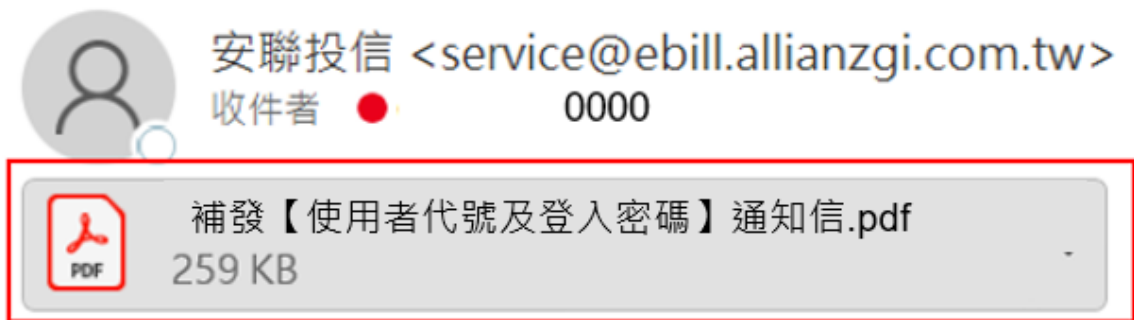 安聯投信 <service@ebill.allianzgi.com.tw>
收件者 0000
補發【使用者代號及登入密碼】通知信.pdf
PDF
259 KB